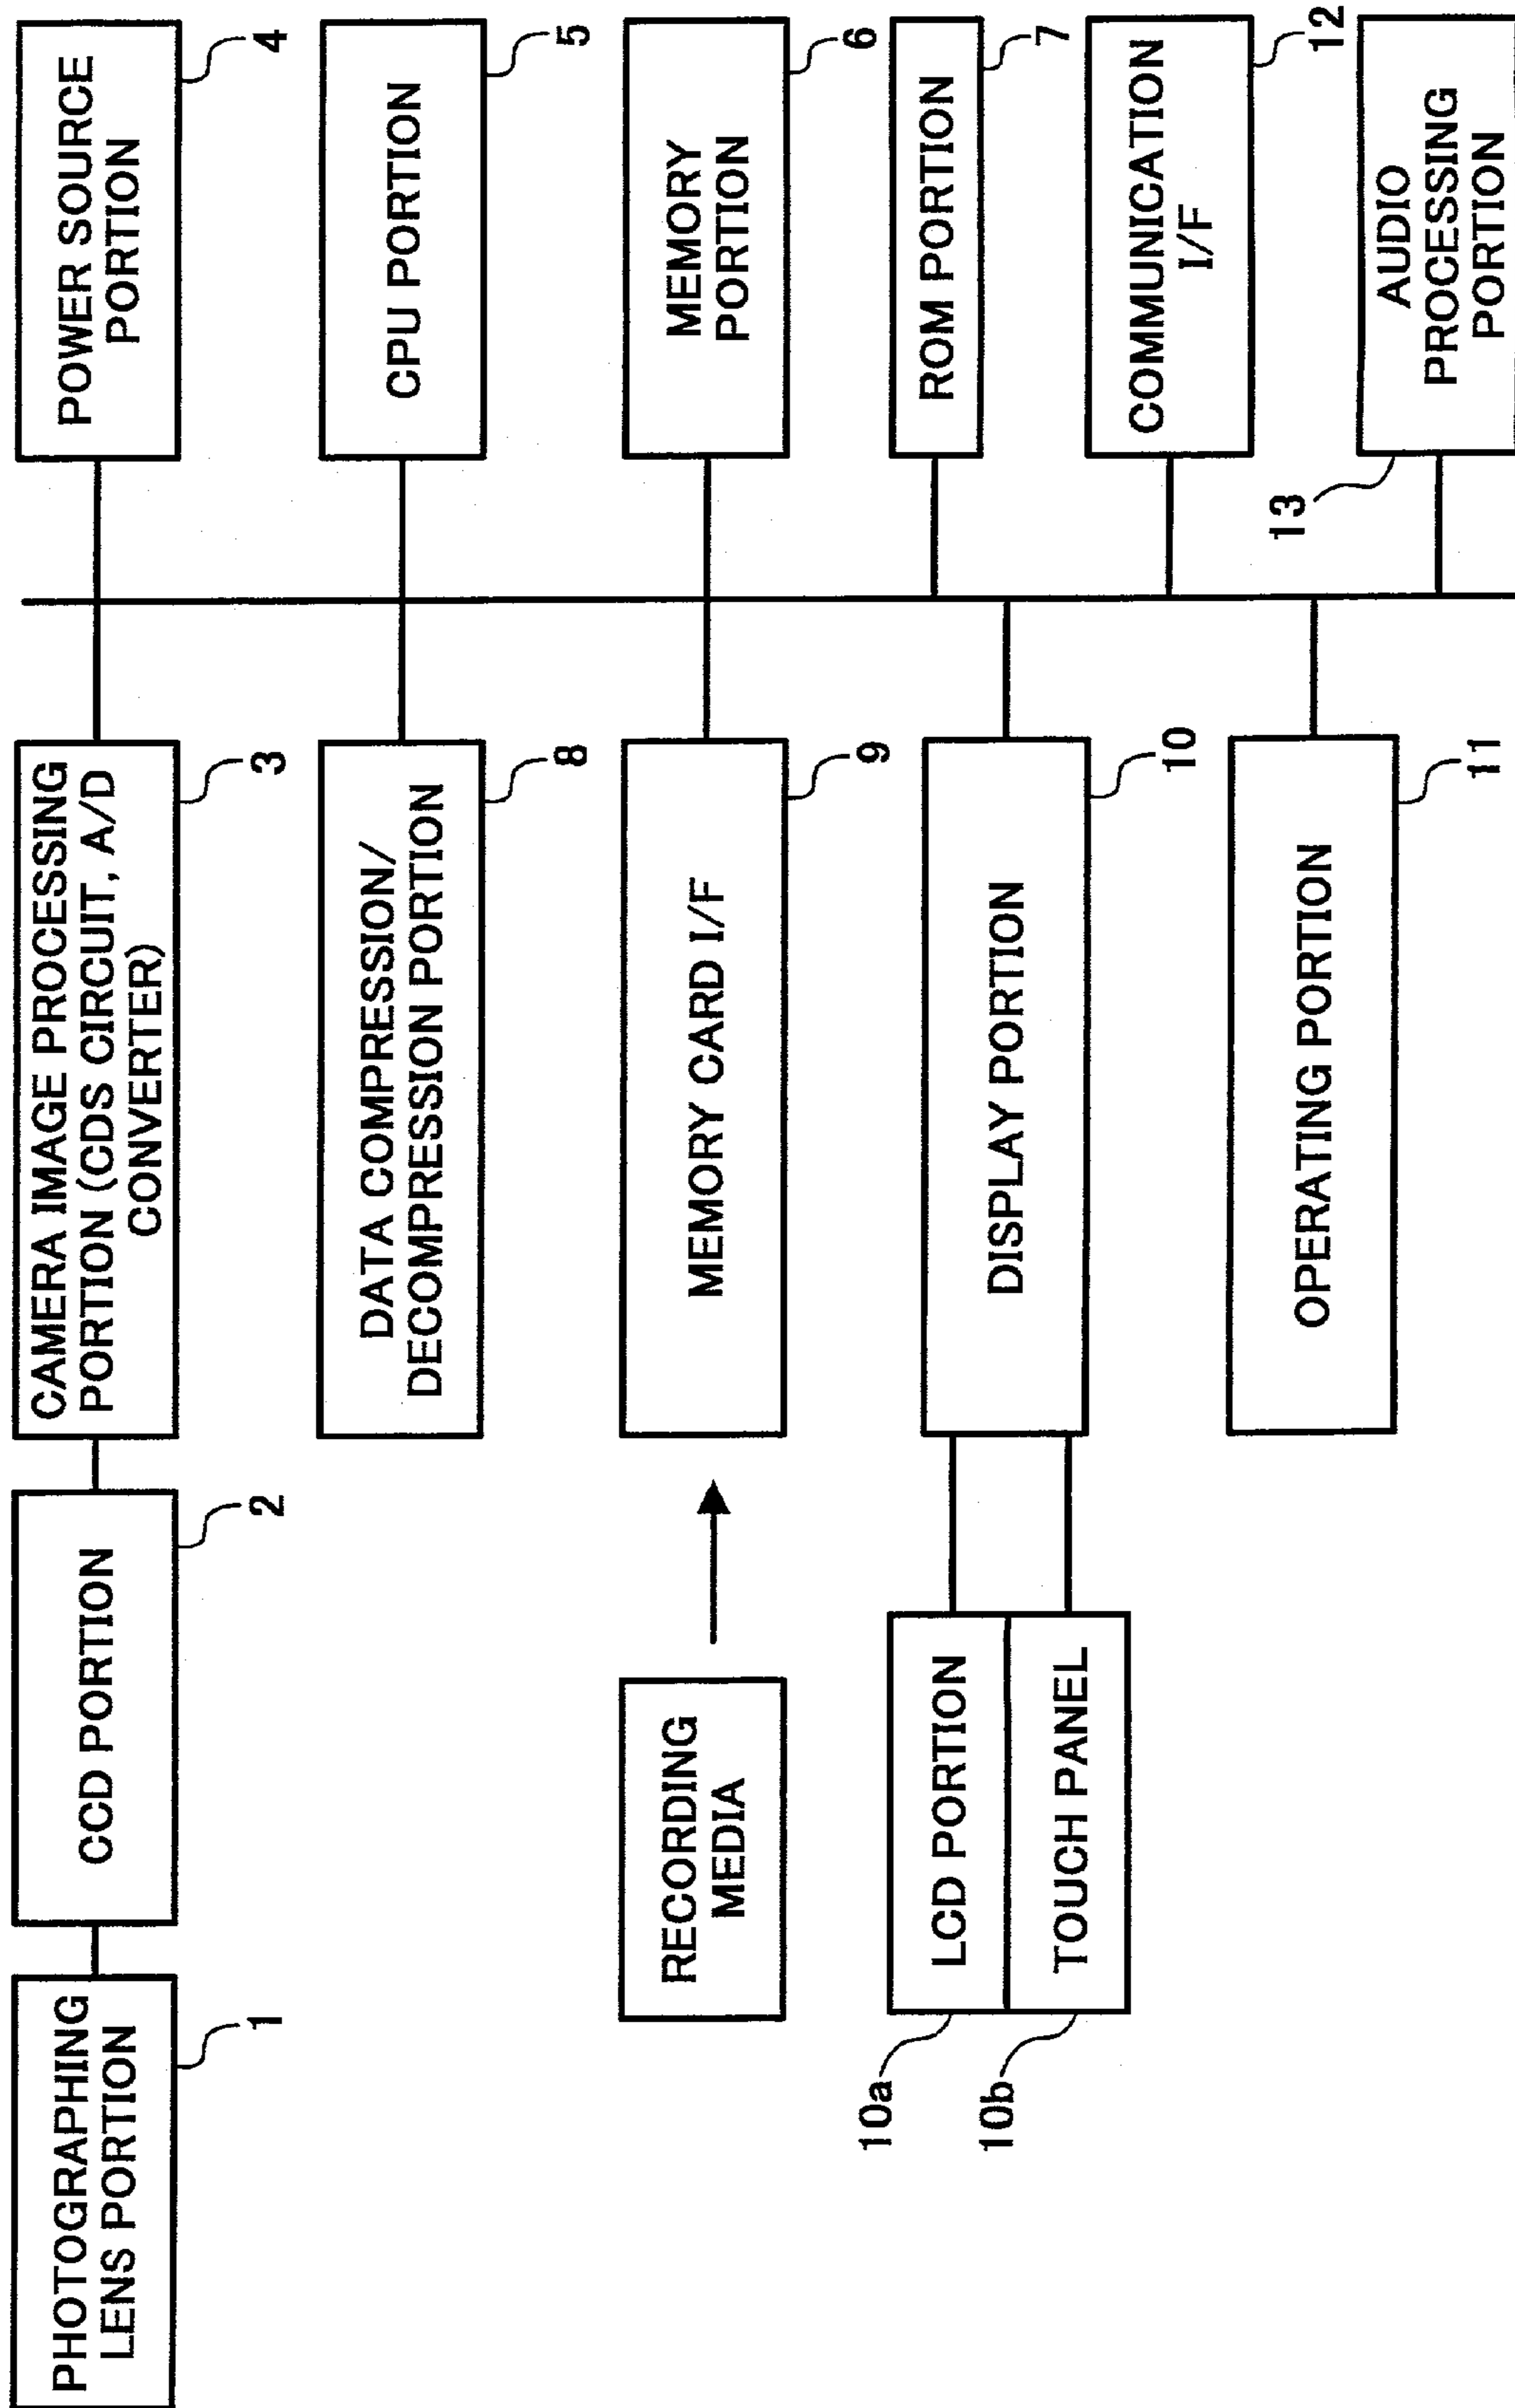 PHOTOGRAPHING
LENS PORTION
1
CCD PORTION
2
CAMERA IMAGE PROCESSING
PORTION (CDS CIRCUIT, A/D
CONVERTER)
3
POWER SOURCE
PORTION
4
DATA COMPRESSION/
DECOMPRESSION PORTION
8
CPU PORTION
5
RECORDING
MEDIA
MEMORY CARD I/F
9
MEMORY
PORTION
6
10a
LCD PORTION
10b
TOUCH PANEL
DISPLAY PORTION
10
ROM PORTION
7
COMMUNICATION
I/F
12
OPERATING PORTION
11
13
AUDIO
PROCESSING
PORTION